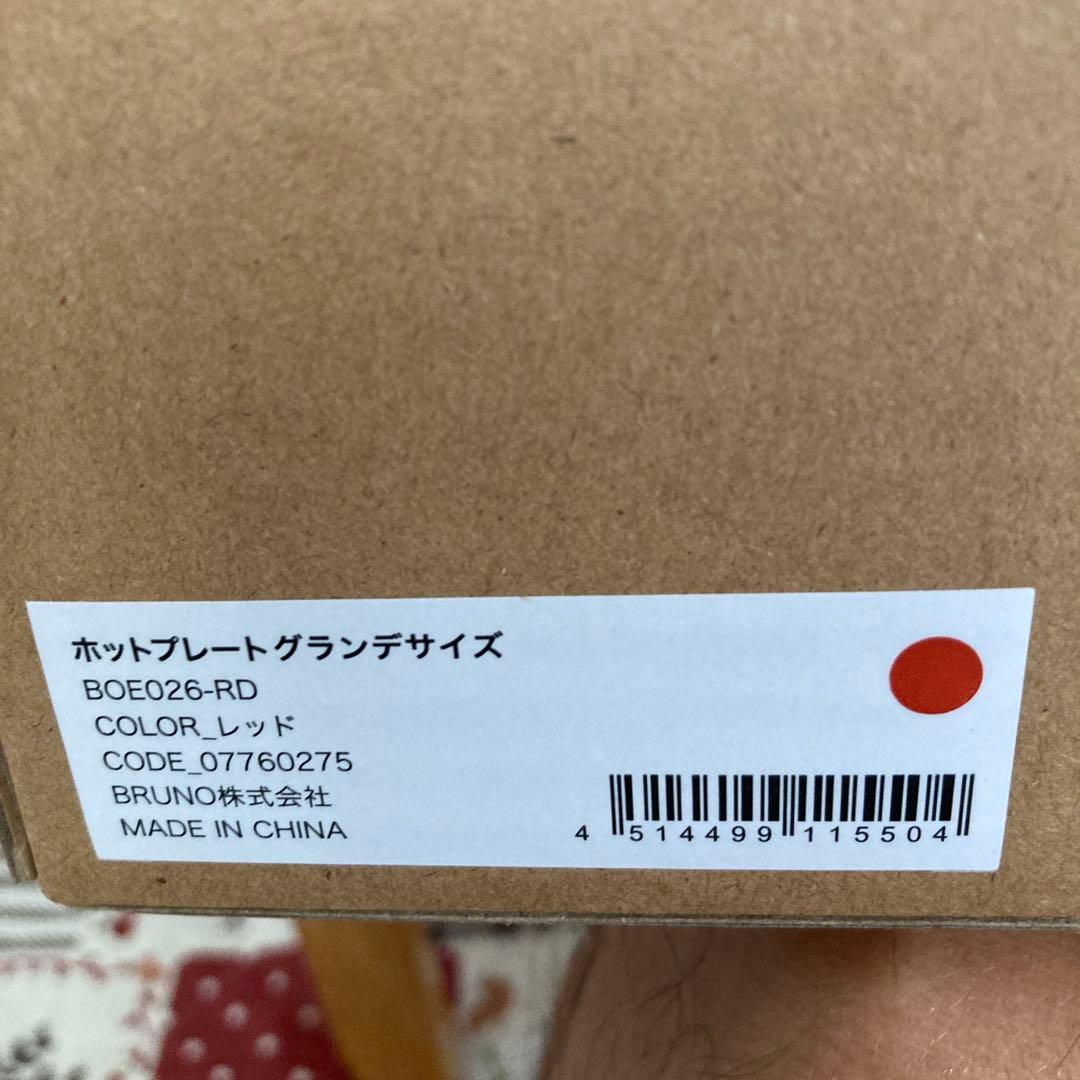 ホットプレートグランデサイズ
BOE026-RD
COLOR_レッド
CODE_07760275
BRUNO株式会社
MADE IN CHINA
4 514499 115504